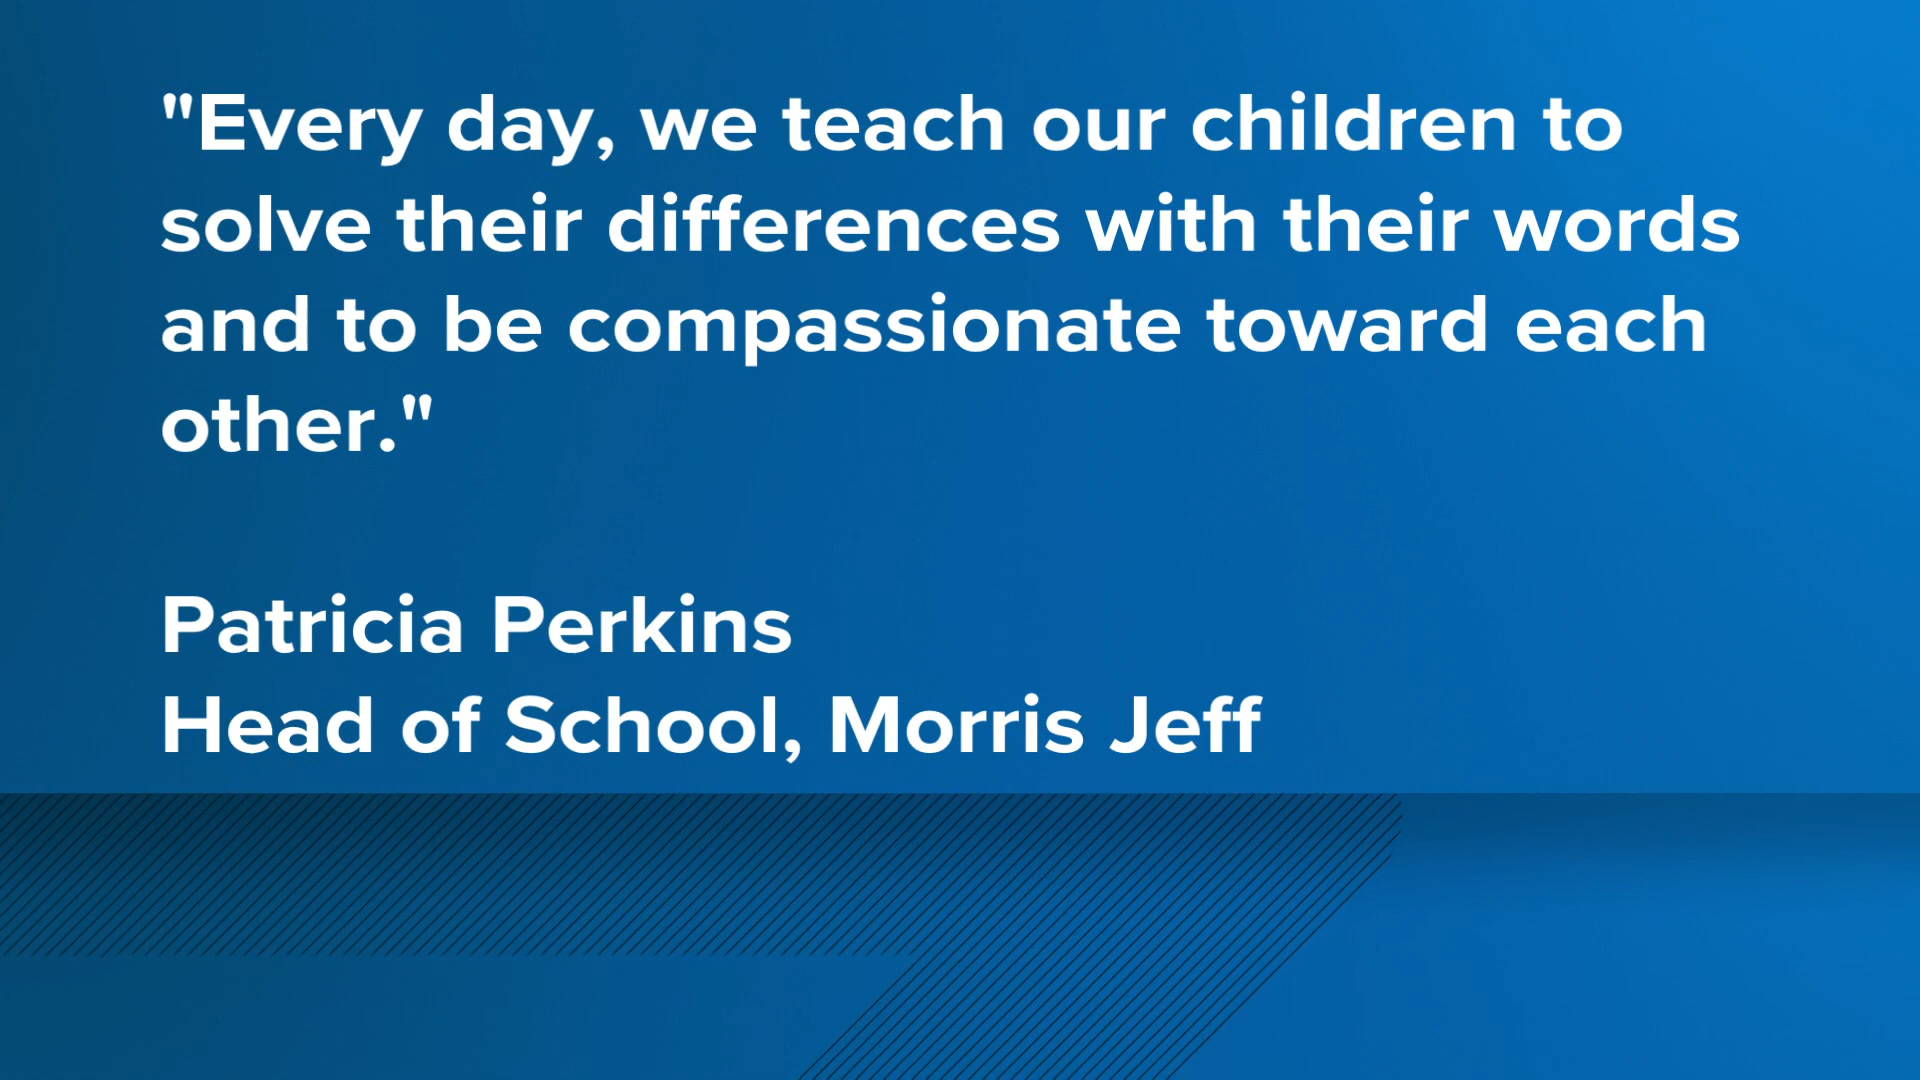 "Every day, we teach our children to
solve their differences with their words
and to be compassionate toward each
other."
Patricia Perkins
Head of School, Morris Jeff